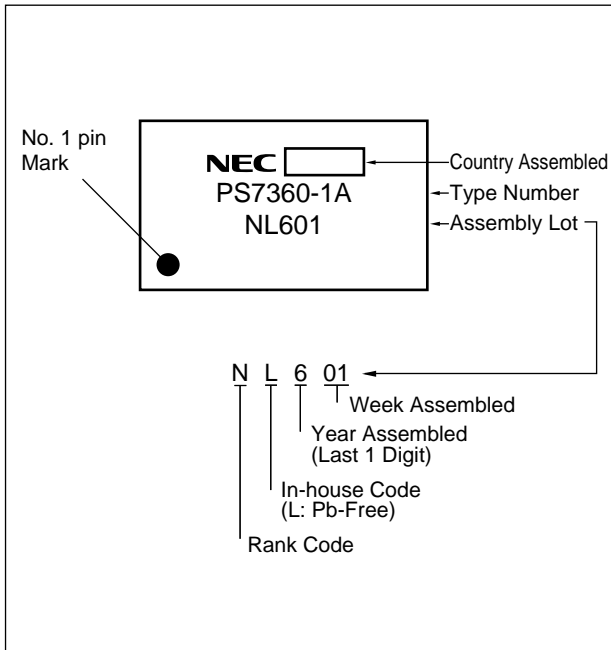 No. 1 pin
Mark
NEC
Country Assembled
PS7360-1A
Type Number
NL601
Assembly Lot
N L 6 01
Week Assembled
Year Assembled
(Last 1 Digit)
In-house Code
(L: Pb-Free)
Rank Code